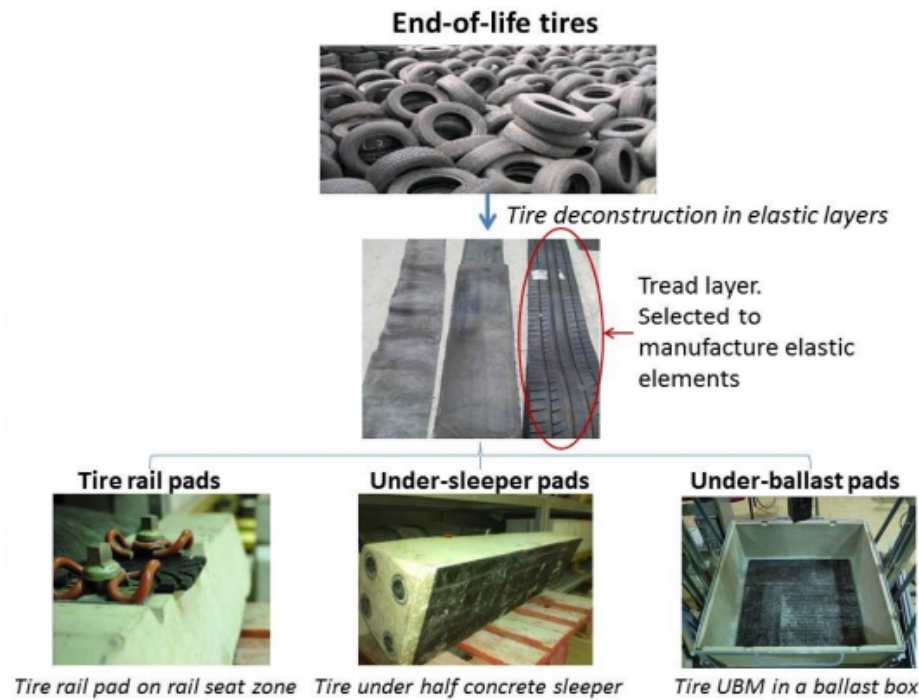 End-of-life tires
Tire deconstruction in elastic layers
Tread layer.
Selected to
manufacture elastic
elements
Tire rail pads
Under-sleeper pads
Under-ballast pads
Tire rail pad on rail seat zone
Tire under half concrete sleeper
Tire UBM in a ballast box